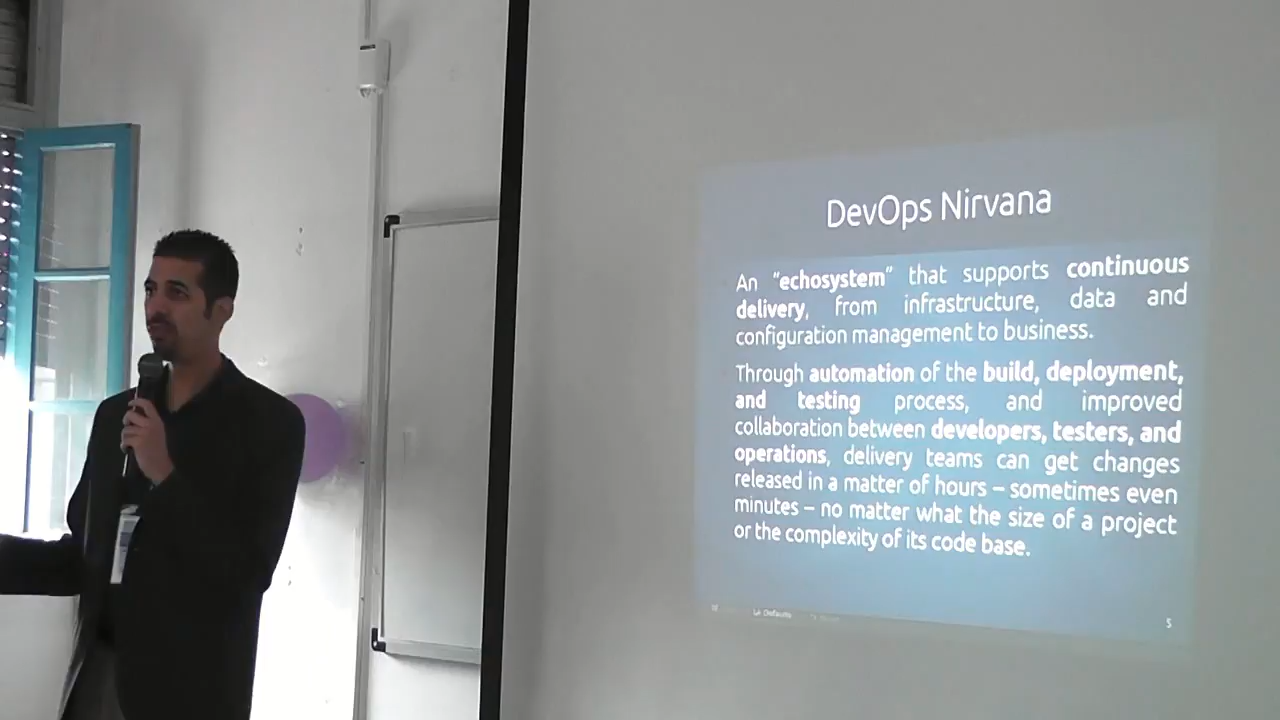 DevOps Nirvana
An “echosystem” that supports continuous
delivery, from infrastructure, data and
configuration management to business.
Through automation of the build, deployment,
and testing process, and improved
collaboration between developers, testers, and
operations, delivery teams can get changes
released in a matter of hours – sometimes even
minutes – no matter what the size of a project
or the complexity of its code base.
5